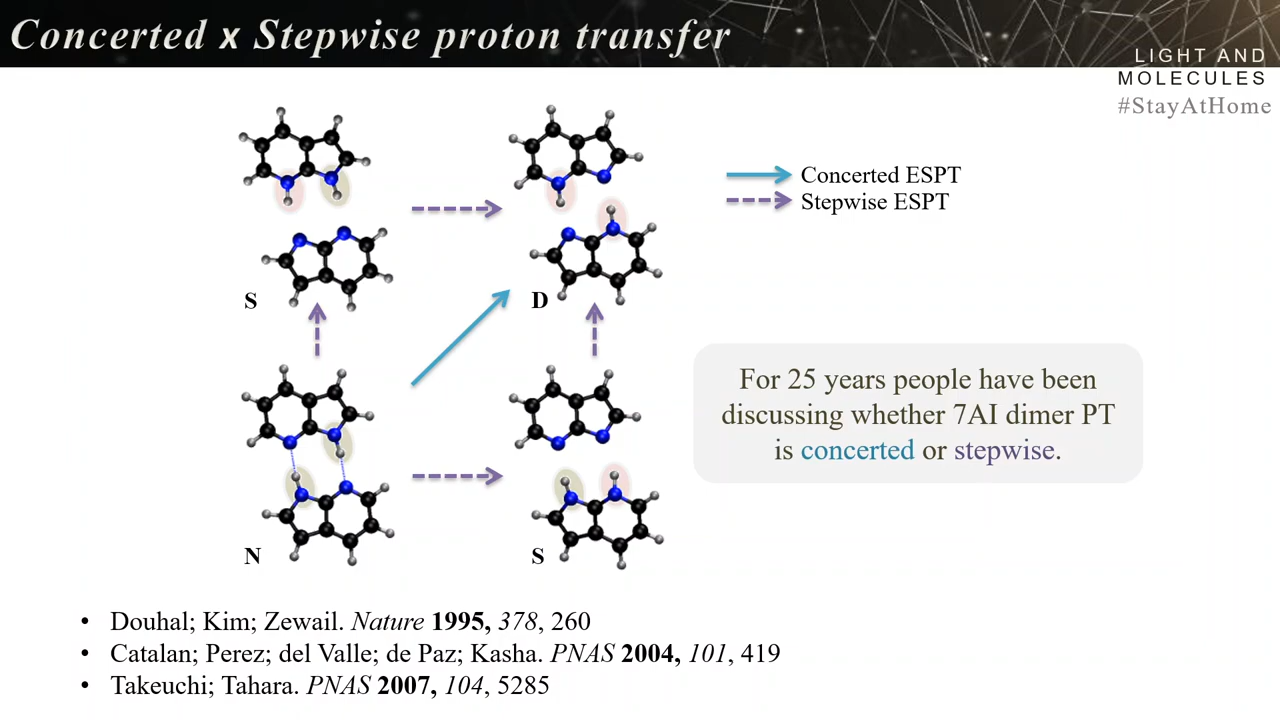 Concerted x Stepwise proton transfer
LIGHT AND
MOLECULES
#StayAtHome
Concerted ESPT
Stepwise ESPT
S
D
For 25 years people have been
discussing whether 7AI dimer PT
is concerted or stepwise.
N
S
• Douhal; Kim; Zewail. Nature 1995, 378, 260
• Catalan; Perez; del Valle; de Paz; Kasha. PNAS 2004, 101, 419
• Takeuchi; Tahara. PNAS 2007, 104, 5285